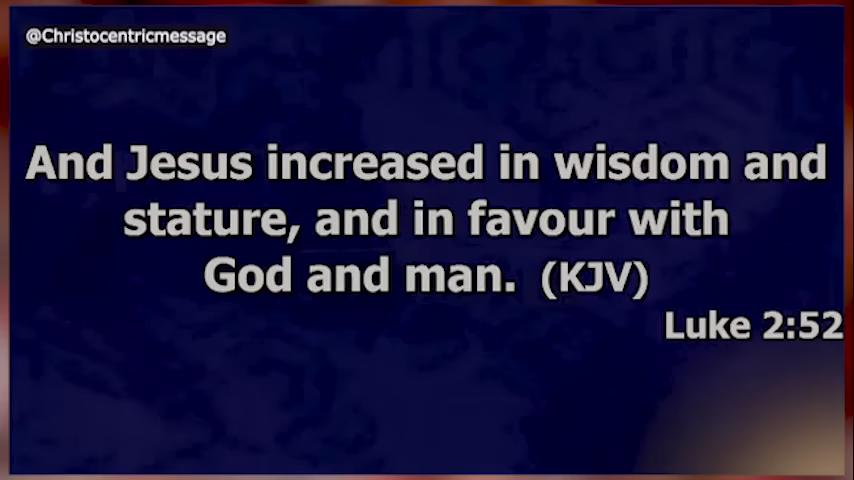 @Christocentricmessage
And Jesus increased in wisdom and
stature, and in favour with
God and man. (KJV)
Luke 2:52